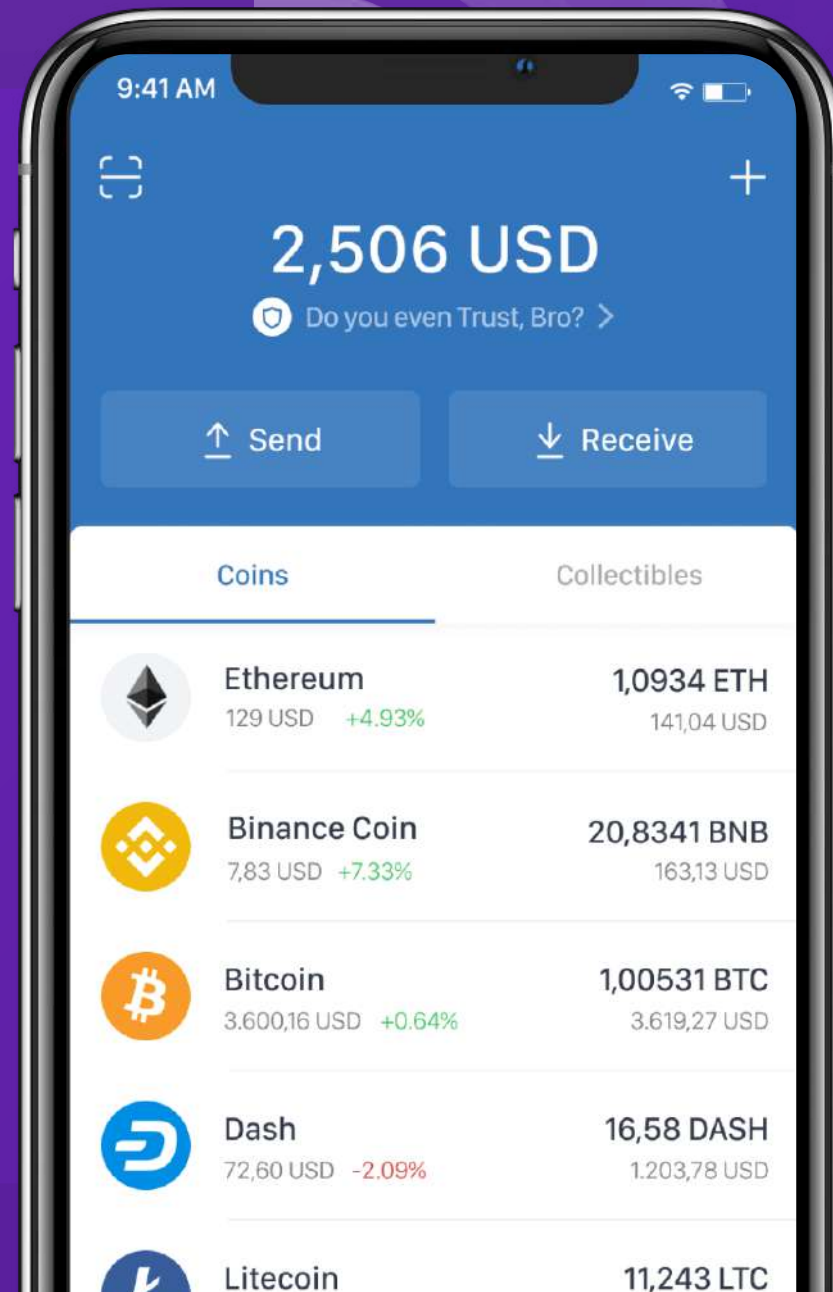 9:41 AM
2,506 USD
Do you even Trust, Bro?
Send
Receive
Coins
Collectibles
Ethereum
1,0934 ETH
129 USD +4.93%
141,04 USD
Binance Coin
20,8341 BNB
7,83 USD +7.33%
163,13 USD
Bitcoin
1,00531 BTC
3.600,16 USD +0.64%
3.619,27 USD
Dash
16,58 DASH
72,60 USD -2.09%
1.203,78 USD
Litecoin
11,243 LTC